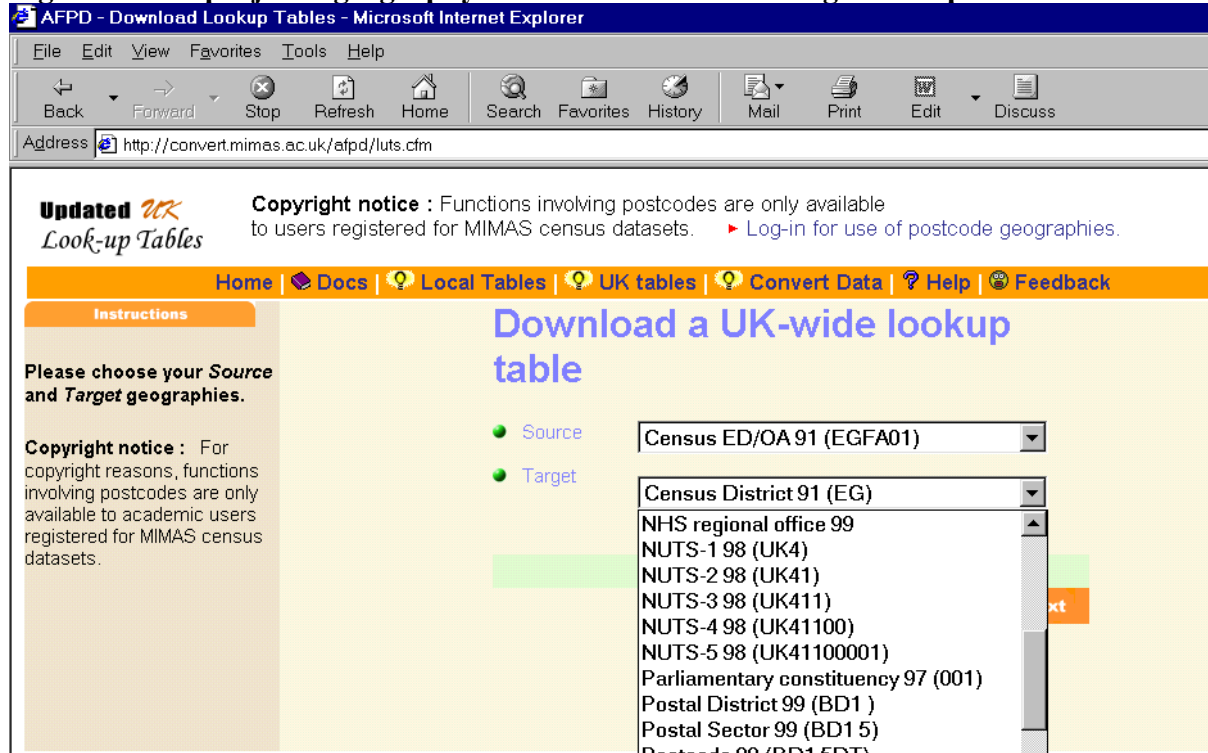 AFPD - Download Lookup Tables - Microsoft Internet Explorer
File Edit View Favorites Tools Help
Back Forward Stop Refresh Home Search Favorites History Mail Print Edit Discuss
Address http://convert.mimas.ac.uk/afpd/luts.cfm
Updated UK
Look-up Tables
Copyright notice : Functions involving postcodes are only available
to users registered for MIMAS census datasets. Log-in for use of postcode geographies.
Home | Docs | Local Tables | UK tables | Convert Data | Help | Feedback
Instructions
Please choose your Source
and Target geographies.
Copyright notice : For
copyright reasons, functions
involving postcodes are only
available to academic users
registered for MIMAS census
datasets.
Download a UK-wide lookup
table
Source
Census ED/OA 91 (EGFA01)
Target
Census District 91 (EG)
NHS regional office 99
NUTS-1 98 (UK4)
NUTS-2 98 (UK41)
NUTS-3 98 (UK411)
NUTS-4 98 (UK41100)
NUTS-5 98 (UK41100001)
Parliamentary constituency 97 (001)
Postal District 99 (BD1 )
Postal Sector 99 (BD1 5)
Postcode 99 (BD1 5DT)
xt